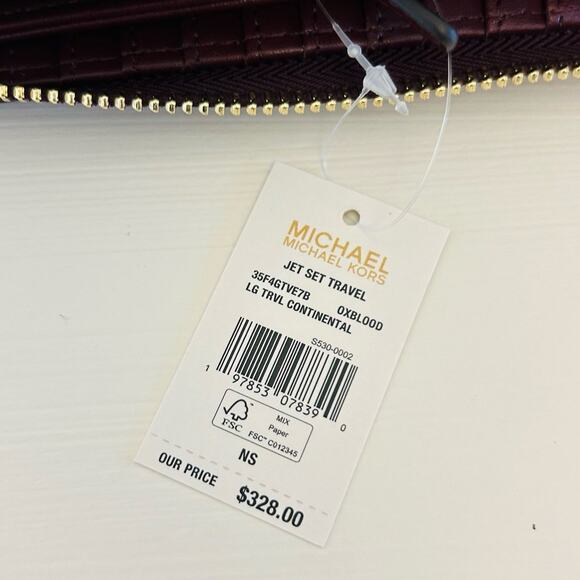 MICHAEL
MICHAEL KORS
JET SET TRAVEL
35F4GTVE7B OXBLOOD
LG TRVL CONTINENTAL
S530-0002
1 97853 07839 0
FSC
MIX
Paper
FSC™ C012345
NS
OUR PRICE $328.00